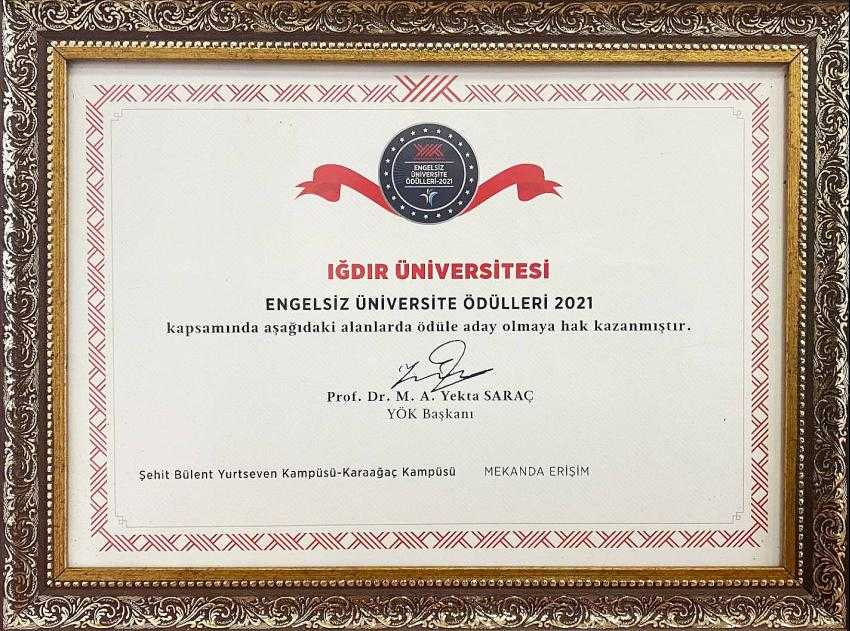 ENGELSİZ
ÜNİVERSİTE
ÖDÜLLERİ-2021
IĞDIR ÜNİVERSİTESİ
ENGELSİZ ÜNİVERSİTE ÖDÜLLERİ 2021
kapsamında aşağıdaki alanlarda ödüle aday olmaya hak kazanmıştır.
Prof. Dr. M. A. Yekta SARAÇ
YÖK Başkanı
Şehit Bülent Yurtseven Kampüsü-Karaağaç Kampüsü MEKANDA ERİŞİM